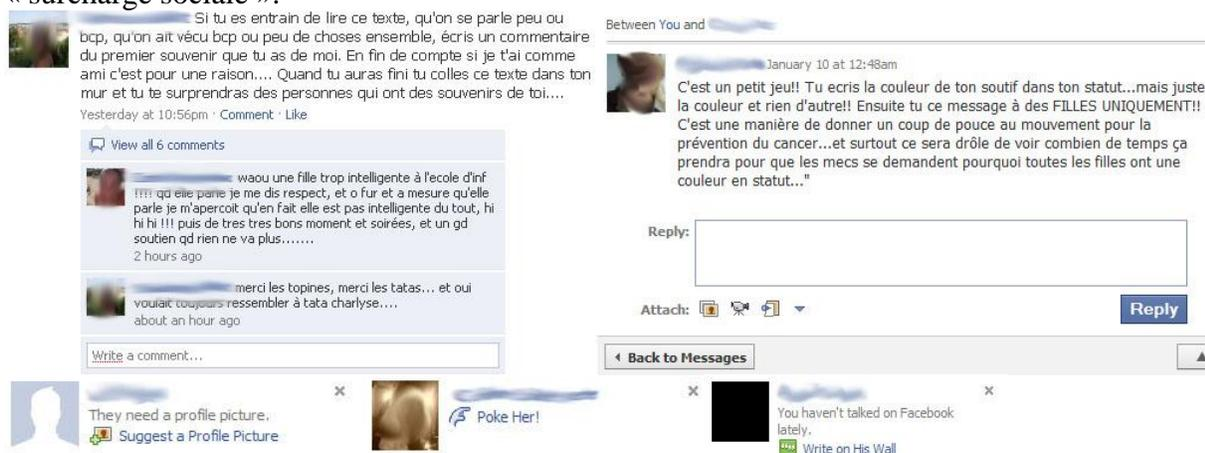 « surcharge sociale ».
Si tu es entrain de lire ce texte, qu'on se parle peu ou
bcp, qu'on ait vécu bcp ou peu de choses ensemble, écris un commentaire
du premier souvenir que tu as de moi. En fin de compte si je t'ai comme
ami c'est pour une raison.... Quand tu auras fini tu colles ce texte dans ton
mur et tu te surprendras des personnes qui ont des souvenirs de toi....
Yesterday at 10:56pm · Comment · Like
View all 6 comments
waou une fille trop intelligente à l'ecole d'inf
!!!! qd elle parle je me dis respect, et o fur et a mesure qu'elle
parle je m'apercoit qu'en fait elle est pas intelligente du tout, hi
hi hi !!! puis de tres tres bons moment et soirées, et un gd
soutien qd rien ne va plus.......
2 hours ago
merci les topines, merci les tatas... et oui
voulait toujours ressembler à tata charlyse....
about an hour ago
Write a comment...
Between You and
January 10 at 12:48am
C'est un petit jeu!! Tu ecris la couleur de ton soutif dans ton statut...mais juste
la couleur et rien d'autre!! Ensuite tu ce message à des FILLES UNIQUEMENT!!
C'est une manière de donner un coup de pouce au mouvement pour la
prévention du cancer...et surtout ce sera drôle de voir combien de temps ça
prendra pour que les mecs se demandent pourquoi toutes les filles ont une
couleur en statut..."
Reply:
Attach:
Reply
Back to Messages
They need a profile picture.
Suggest a Profile Picture
Poke Her!
You haven't talked on Facebook
lately.
Write on His Wall